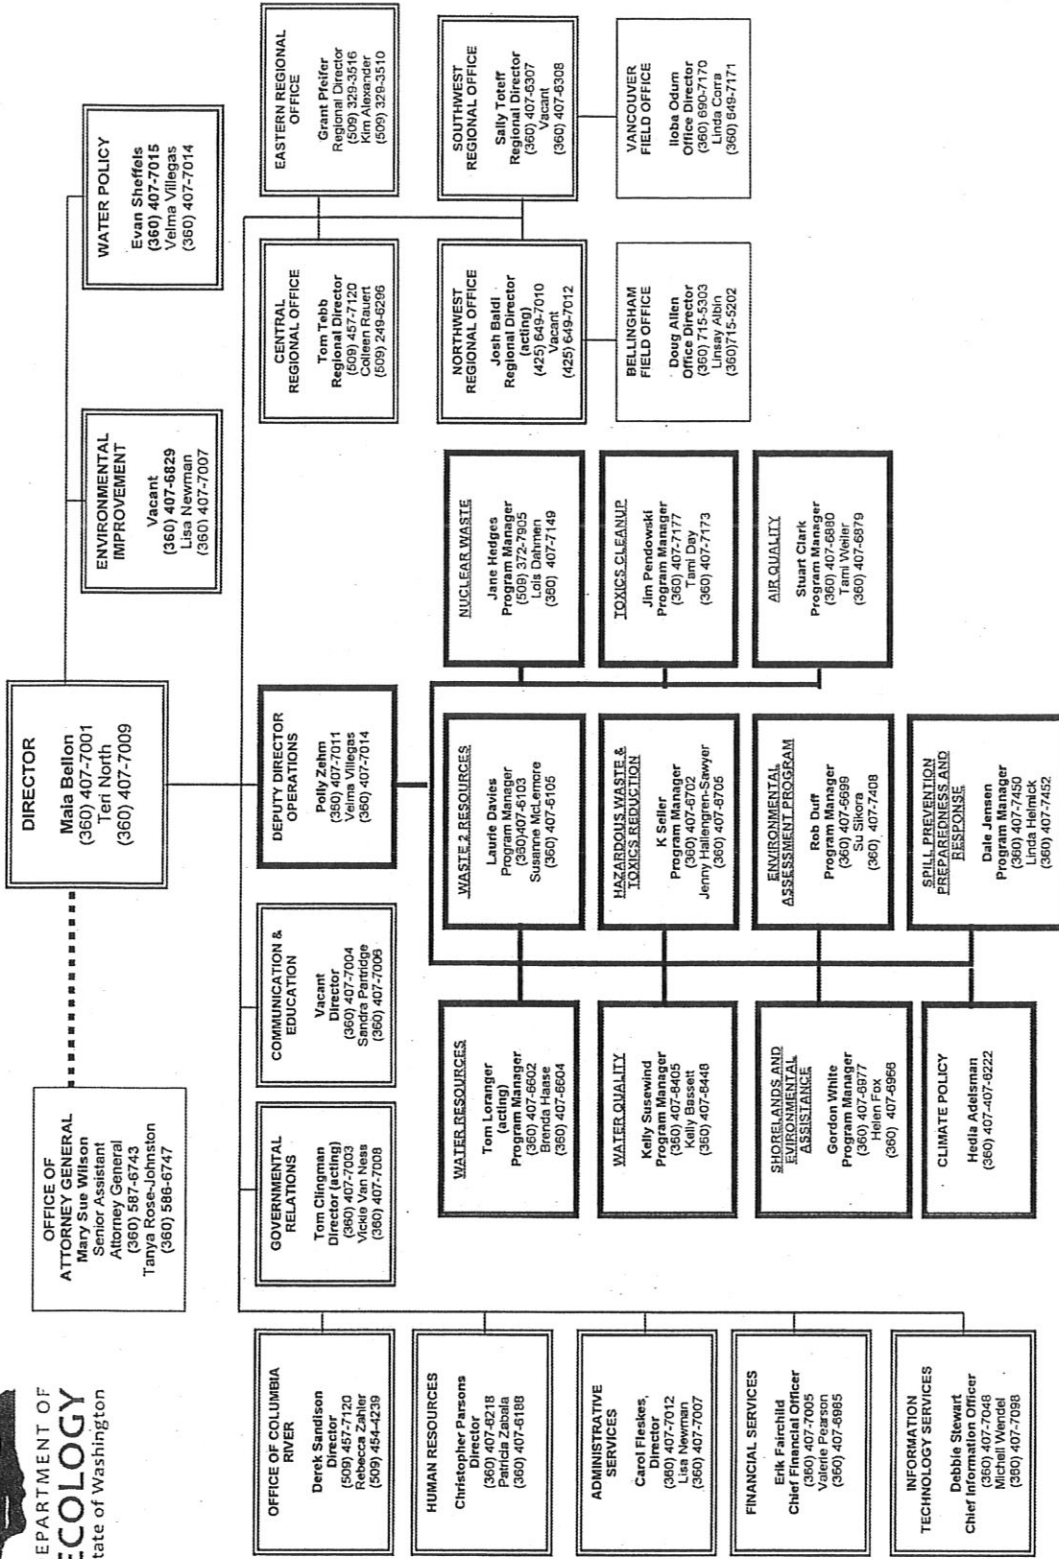 EPARTMENT OF
ECOLOGY
tate of Washington
OFFICE OF
ATTORNEY GENERAL
Mary Sue Wilson
Senior Assistant
Attorney General
(360) 587-6743
Tanya Rose-Johnston
(360) 586-6747
DIRECTOR
Maia Bellon
(360) 407-7001
Teri North
(360) 407-7009
ENVIRONMENTAL
IMPROVEMENT
Vacant
(360) 407-6829
Lisa Newman
(360) 407-7007
WATER POLICY
Evan Sheffels
(360) 407-7015
Velma Villegas
(360) 407-7014
OFFICE OF COLUMBIA
RIVER
Derek Sandison
Director
(509) 457-7120
Rebecca Zahler
(509) 454-4239
HUMAN RESOURCES
Christopher Parsons
Director
(360) 407-6218
Patricia Zabala
(360) 407-6188
ADMINISTRATIVE
SERVICES
Carol Fleskes,
Director
(360) 407-7012
Lisa Newman
(360) 407-7007
FINANCIAL SERVICES
Erik Fairchild
Chief Financial Officer
(360) 407-7005
Valerie Pearson
(360) 407-6985
INFORMATION
TECHNOLOGY SERVICES
Debbie Stewart
Chief Information Officer
(360) 407-7048
Michell Wendel
(360) 407-7098
GOVERNMENTAL
RELATIONS
Tom Clingman
Director (acting)
(360) 407-7003
Vickie Van Ness
(360) 407-7008
COMMUNICATION &
EDUCATION
Vacant
Director
(360) 407-7004
Sandra Partridge
(360) 407-7006
DEPUTY DIRECTOR
OPERATIONS
Polly Zehm
(360) 407-7011
Velma Villegas
(360) 407-7014
CENTRAL
REGIONAL OFFICE
Tom Tebb
Regional Director
(509) 457-7120
Colleen Rauert
(509) 249-6296
EASTERN REGIONAL
OFFICE
Grant Pfeifer
Regional Director
(509) 329-3516
Kim Alexander
(509) 329-3510
NORTHWEST
REGIONAL OFFICE
Josh Baldi
Regional Director
(acting)
(425) 649-7010
Vacant
(425) 649-7012
SOUTHWEST
REGIONAL OFFICE
Sally Toteff
Regional Director
(360) 407-6307
Vacant
(360) 407-6308
BELLINGHAM
FIELD OFFICE
Doug Allen
Office Director
(360) 715-5303
Linsay Albin
(360)715-5202
VANCOUVER
FIELD OFFICE
Iloba Odum
Office Director
(360) 690-7170
Linda Corra
(360) 649-7171
WATER RESOURCES
Tom Loranger
(acting)
Program Manager
(360) 407-6602
Brenda Haase
(360) 407-6604
WATER QUALITY
Kelly Susewind
Program Manager
(360) 407-6405
Kelly Bassett
(360) 407-6448
SHORELANDS AND
EVIRONMENTAL
ASSISTANCE
Gordon White
Program Manager
(360) 407-6977
Helen Fox
(360) 407-6966
CLIMATE POLICY
Hedia Adelsman
(360) 407-407-6222
WASTE 2 RESOURCES
Laurie Davies
Program Manager
(360)407-6103
Susanne McLemore
(360) 407-6105
HAZARDOUS WASTE &
TOXICS REDUCTION
K Seiler
Program Manager
(360) 407-6702
Jenny Hallengren-Sawyer
(360) 407-6705
ENVIRONMENTAL
ASSESSMENT PROGRAM
Rob Duff
Program Manager
(360) 407-6699
Su Sikora
(360) 407-7408
SPILL PREVENTION
PREPAREDNESS AND
RESPONSE
Dale Jensen
Program Manager
(360) 407-7450
Linda Helnick
(360) 407-7452
NUCLEAR WASTE
Jane Hedges
Program Manager
(509) 372-7905
Lois Dahmen
(360) 407-7149
TOXICS CLEANUP
Jim Pendowski
Program Manager
(360) 407-7177
Tami Day
(360) 407-7173
AIR QUALITY
Stuart Clark
Program Manager
(360) 407-6880
Tami Weiler
(360) 407-6879